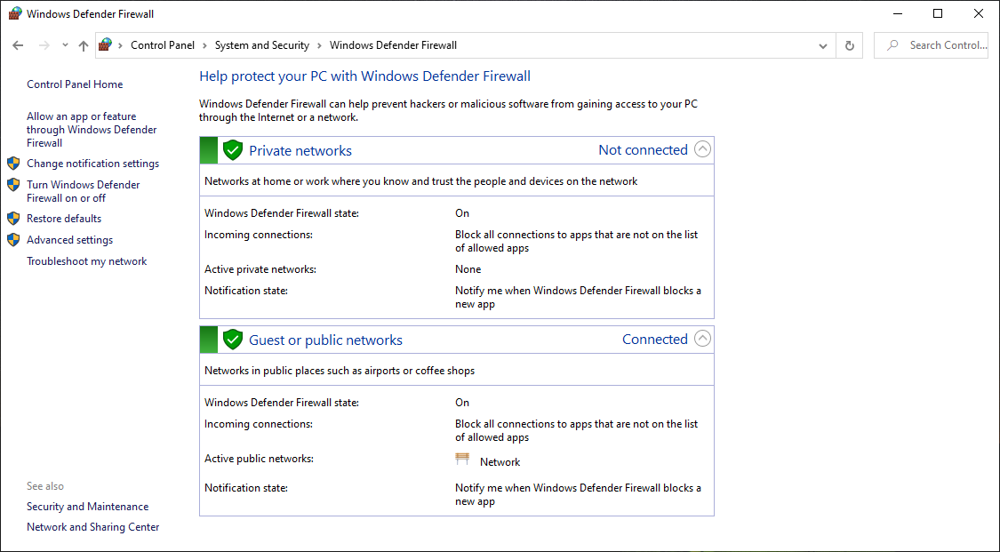 Windows Defender Firewall
Control Panel > System and Security > Windows Defender Firewall
Search Control...
Control Panel Home
Allow an app or feature
through Windows Defender
Firewall
Change notification settings
Turn Windows Defender
Firewall on or off
Restore defaults
Advanced settings
Troubleshoot my network
See also
Security and Maintenance
Network and Sharing Center
Help protect your PC with Windows Defender Firewall
Windows Defender Firewall can help prevent hackers or malicious software from gaining access to your PC
through the Internet or a network.
Private networks Not connected
Networks at home or work where you know and trust the people and devices on the network
Windows Defender Firewall state: On
Incoming connections: Block all connections to apps that are not on the list
of allowed apps
Active private networks: None
Notification state: Notify me when Windows Defender Firewall blocks a
new app
Guest or public networks Connected
Networks in public places such as airports or coffee shops
Windows Defender Firewall state: On
Incoming connections: Block all connections to apps that are not on the list
of allowed apps
Active public networks: Network
Notification state: Notify me when Windows Defender Firewall blocks a
new app